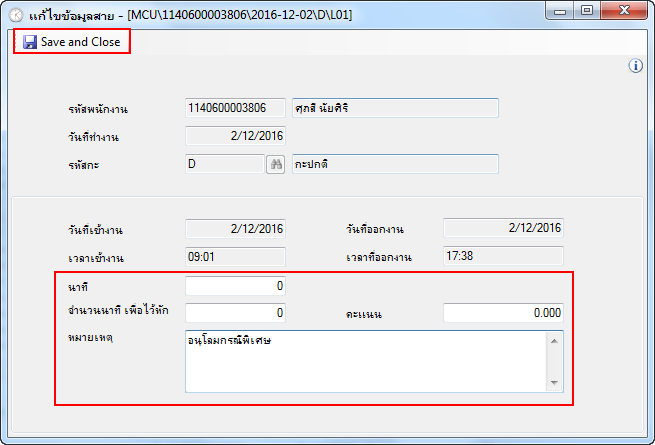 แก้ไขข้อมูลสาย - [MCU\1140600003806\2016-12-02\D\L01]
Save and Close
รหัสพนักงาน 1140600003806 ศุภสิ นัยศิริ
วันที่ทำงาน 2/12/2016
รหัสกะ D กะปกติ
วันที่เข้างาน 2/12/2016 วันที่ออกงาน 2/12/2016
เวลาเข้างาน 09:01 เวลาที่ออกงาน 17:38
นาที 0
จำนวนนาที เพื่อไว้หัก 0 คะแนน 0.000
หมายเหตุ อนุโลมกรณีพิเศษ